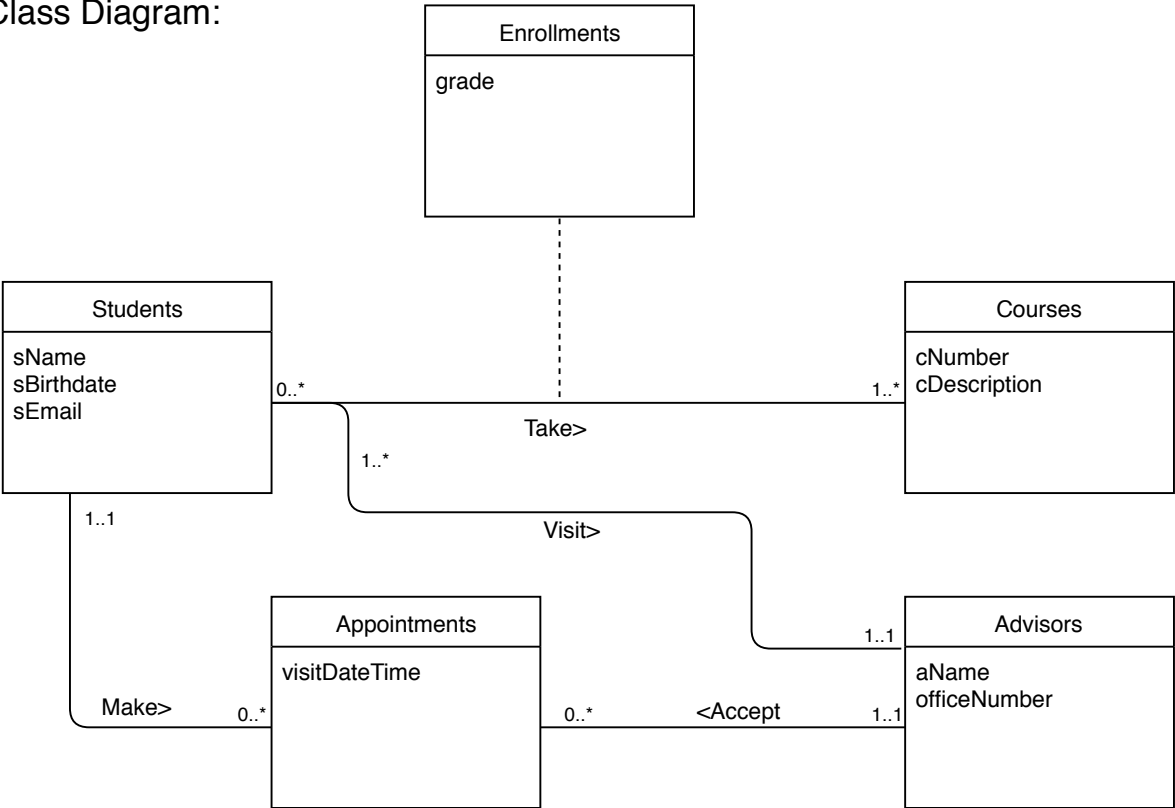 Class Diagram:
Enrollments
grade
Students
sName
sBirthdate
sEmail
Courses
cNumber
cDescription
0..*
1..*
Take>
1..*
1..1
Visit>
Appointments
visitDateTime
Advisors
aName
officeNumber
1..1
Make>
0..*
0..*
<Accept
1..1